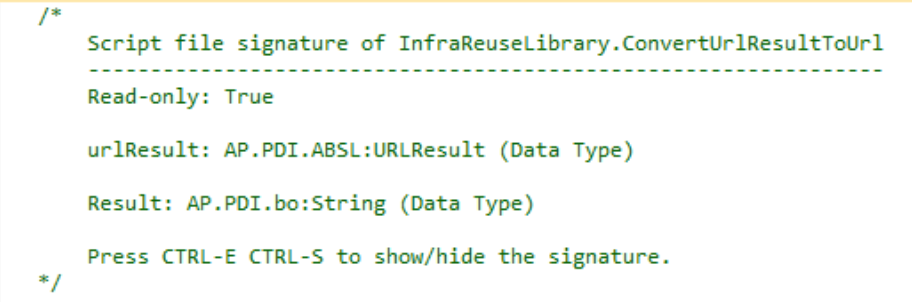 /*
Script file signature of InfraReuseLibrary.ConvertUrlResultToUrl
----------------------------------------------------------------
Read-only: True
urlResult: AP.PDI.ABSL:URLResult (Data Type)
Result: AP.PDI.bo:String (Data Type)
Press CTRL-E CTRL-S to show/hide the signature.
*/